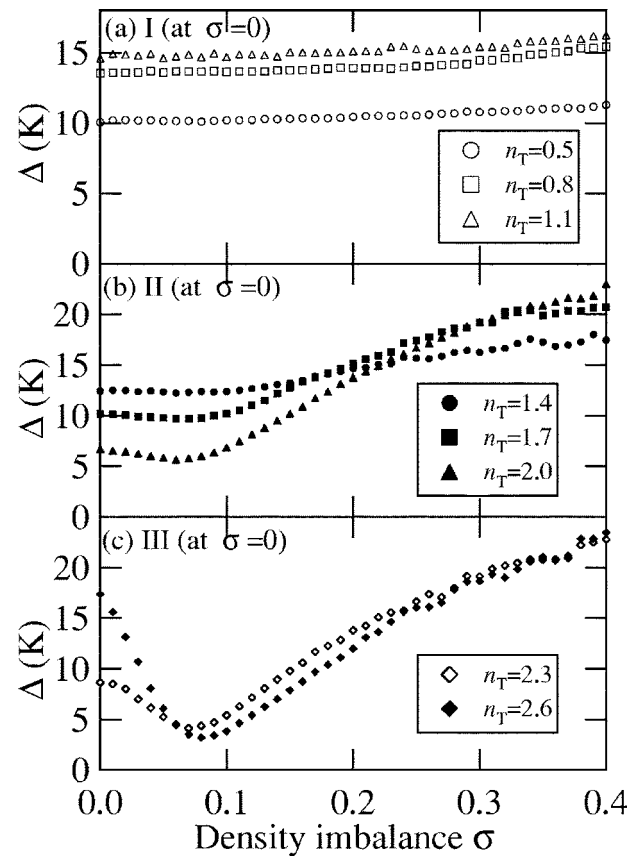 (a) I (at σ=0)
15
10
5
0
Δ (K)
n_T=0.5
n_T=0.8
n_T=1.1
(b) II (at σ=0)
20
15
10
5
0
Δ (K)
n_T=1.4
n_T=1.7
n_T=2.0
(c) III (at σ=0)
20
15
10
5
0
Δ (K)
n_T=2.3
n_T=2.6
0.0 0.1 0.2 0.3 0.4
Density imbalance σ